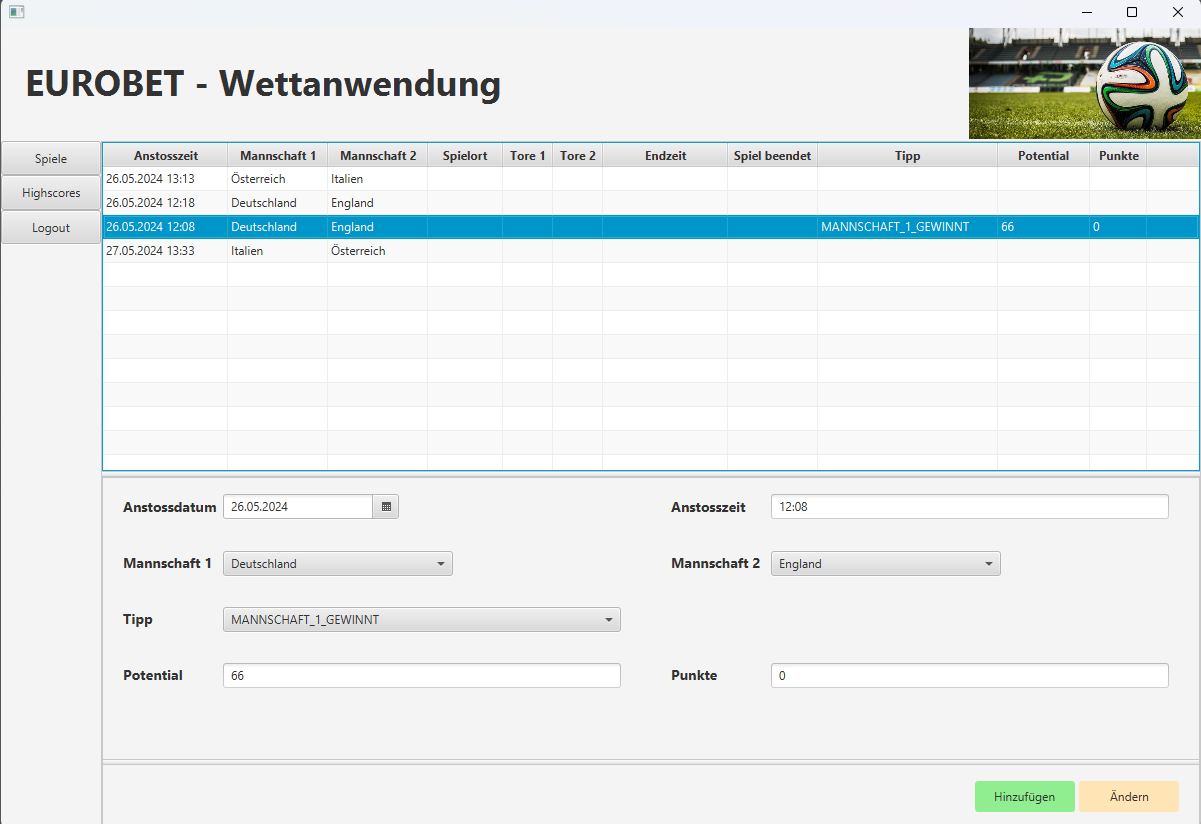 EUROBET - Wettanwendung
Spiele
Highscores
Logout
Anstosszeit Mannschaft 1 Mannschaft 2 Spielort Tore 1 Tore 2 Endzeit Spiel beendet Tipp Potential Punkte
26.05.2024 13:13 Österreich Italien
26.05.2024 12:18 Deutschland England
26.05.2024 12:08 Deutschland England MANNSCHAFT_1_GEWINNT 66 0
27.05.2024 13:33 Italien Österreich
Anstossdatum 26.05.2024 Anstosszeit 12:08
Mannschaft 1 Deutschland Mannschaft 2 England
Tipp MANNSCHAFT_1_GEWINNT
Potential 66 Punkte 0
Hinzufügen Ändern